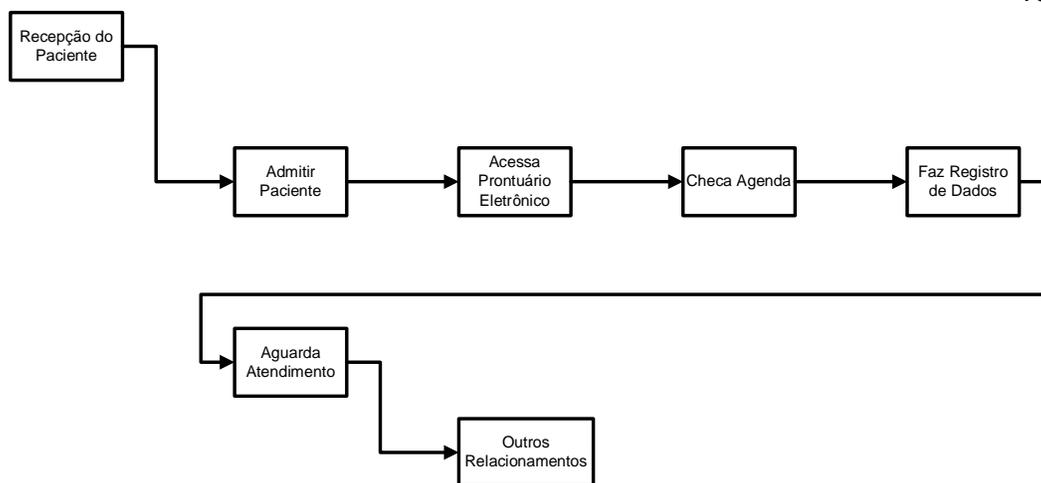 Recepção do
Paciente
Admitir
Paciente
Acessa
Prontuário
Eletrônico
Checa Agenda
Faz Registro
de Dados
Aguarda
Atendimento
Outros
Relacionamentos